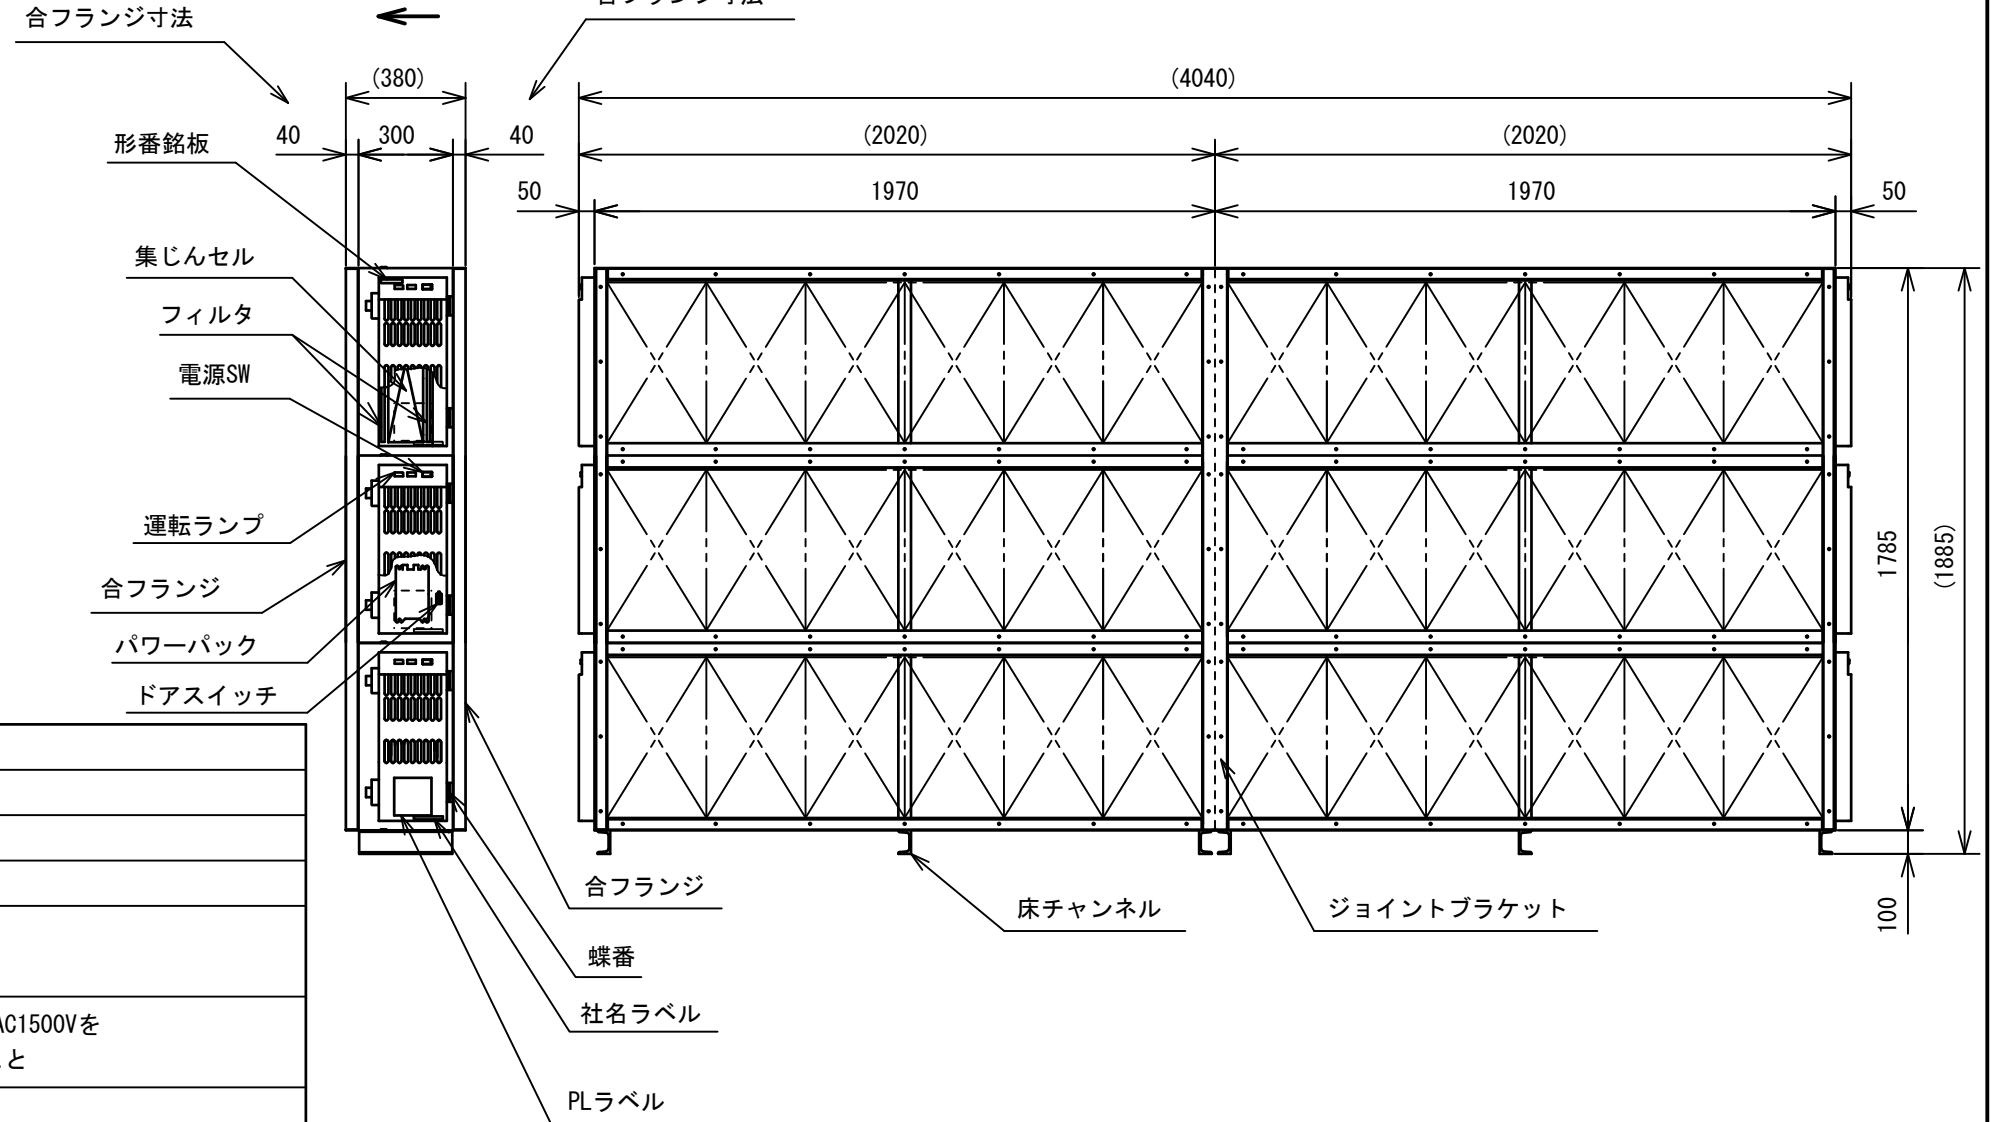 合フランジ寸法
(380)
(4040)
40
300
40
(2020)
(2020)
形番銘板
50
1970
1970
50
集じんセル
フィルタ
電源SW
運転ランプ
合フランジ
パワーパック
ドアスイッチ
1785
(1885)
100
合フランジ
床チャンネル
ジョイントブラケット
蝶番
社名ラベル
PLラベル
AC1500Vを
と